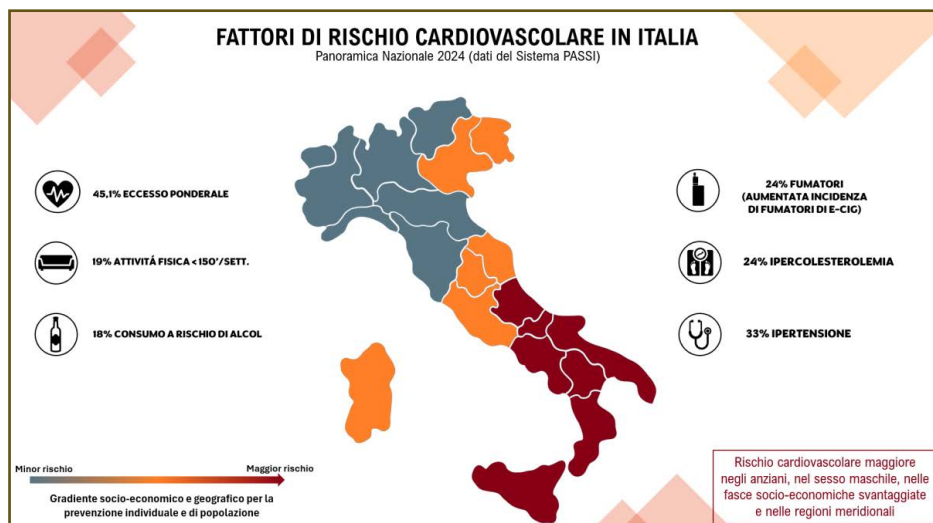 FATTORI DI RISCHIO CARDIOVASCOLARE IN ITALIA
Panoramica Nazionale 2024 (dati del Sistema PASSI)
45,1% ECCESSO PONDERALE
19% ATTIVITÁ FISICA <150'/SETT.
18% CONSUMO A RISCHIO DI ALCOL
24% FUMATORI
(AUMENTATA INCIDENZA
DI FUMATORI DI E-CIG)
24% IPERCOLESTEROLEMIA
33% IPERTENSIONE
Minor rischio
Maggior rischio
Gradiente socio-economico e geografico per la
prevenzione individuale e di popolazione
Rischio cardiovascolare maggiore
negli anziani, nel sesso maschile, nelle
fasce socio-economiche svantaggiate
e nelle regioni meridionali